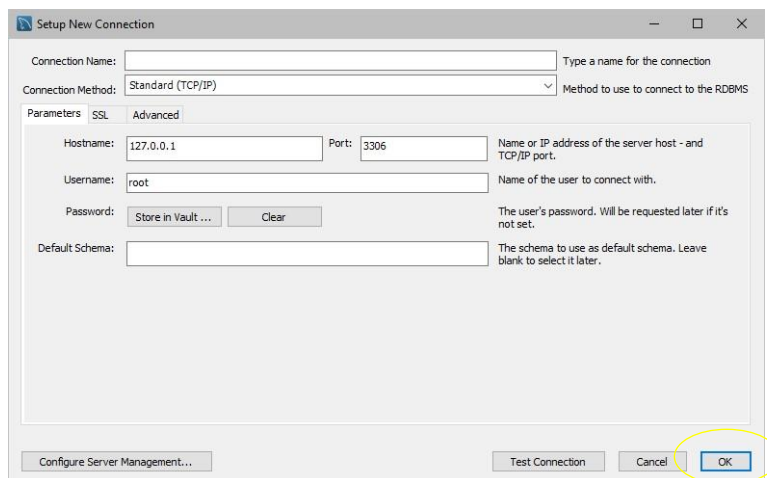 Setup New Connection
Connection Name: Type a name for the connection
Connection Method: Standard (TCP/IP) Method to use to connect to the RDBMS
Parameters SSL Advanced
Hostname: 127.0.0.1 Port: 3306 Name or IP address of the server host - and
TCP/IP port.
Username: root Name of the user to connect with.
Password: Store in Vault ... Clear The user's password. Will be requested later if it's
not set.
Default Schema: The schema to use as default schema. Leave
blank to select it later.
Configure Server Management... Test Connection Cancel OK